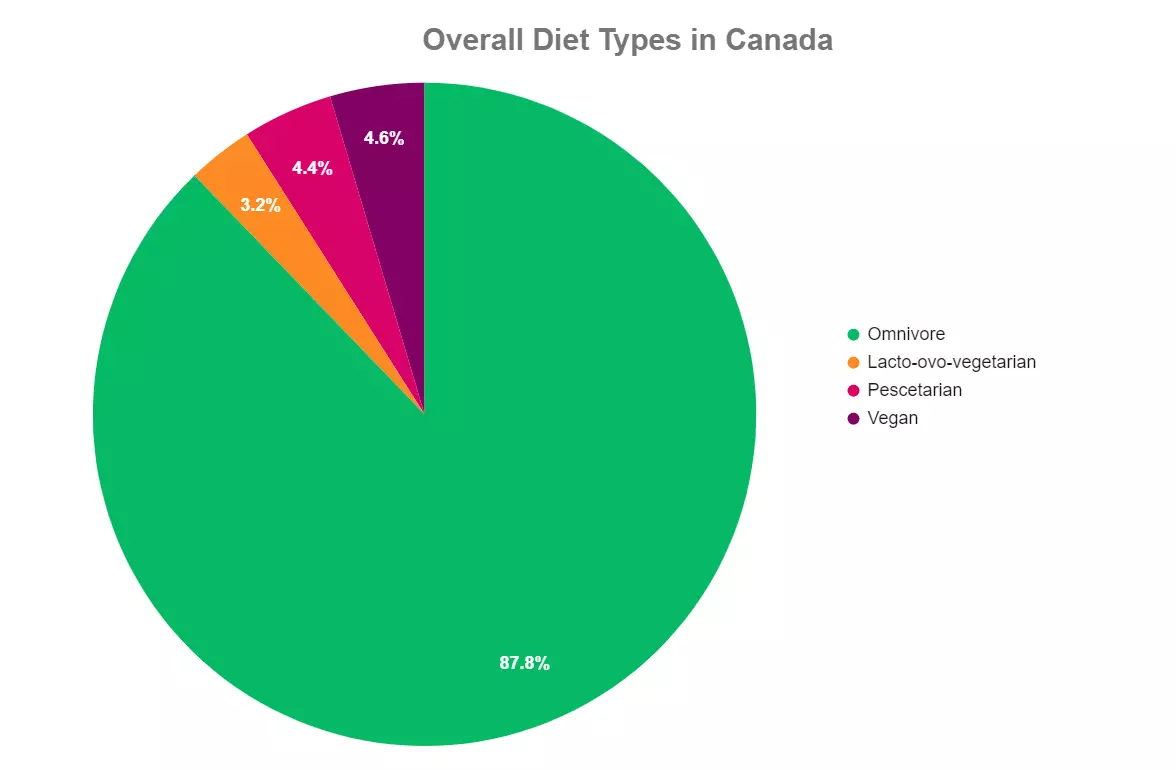 Overall Diet Types in Canada
4.6%
4.4%
3.2%
Omnivore
Lacto-ovo-vegetarian
Pescetarian
Vegan
87.8%